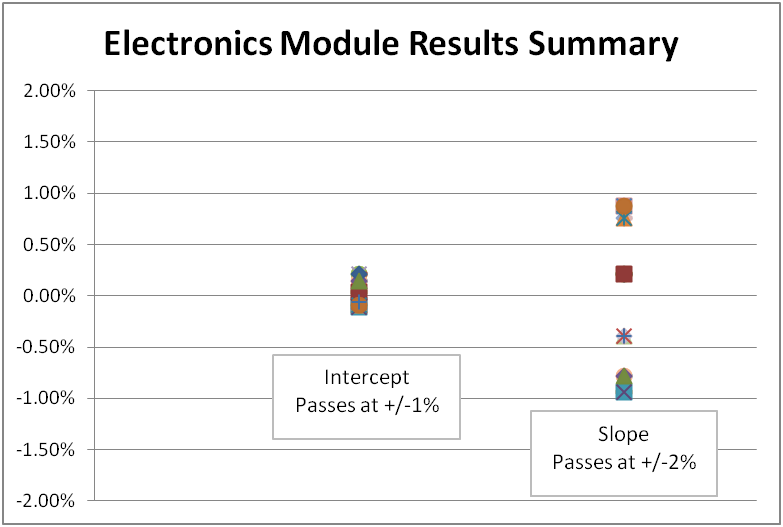 Electronics Module Results Summary
2.00%
1.50%
1.00%
0.50%
0.00%
-0.50%
-1.00%
-1.50%
-2.00%
Intercept
Passes at +/-1%
Slope
Passes at +/-2%